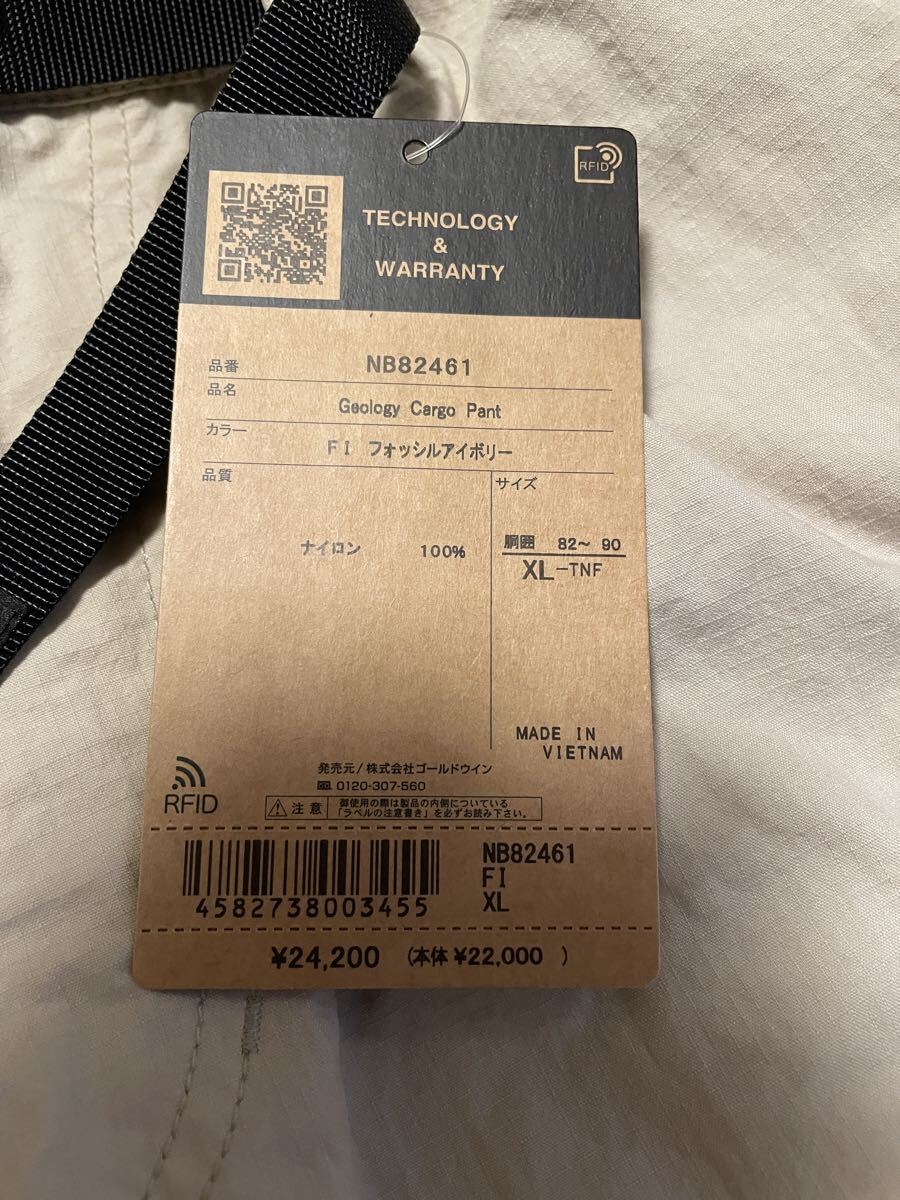 RFID
TECHNOLOGY
&
WARRANTY
品番 NB82461
品名 Geology Cargo Pant
カラー FI フォッシルアイボリー
品質 サイズ
ナイロン 100% 胴囲 82〜 90
XL-TNF
MADE IN
VIETNAM
発売元/株式会社ゴールドウイン
0120-307-560
RFID
注意 御使用の際は製品の内側についている
「ラベルの注意書き」を必ずお読み下さい。
4582738003455
NB82461
FI
XL
¥24,200 (本体¥22,000 )